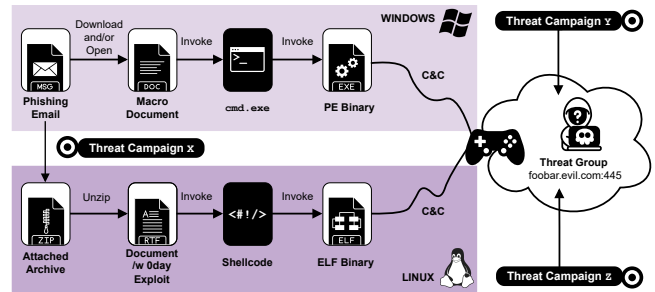 WINDOWS
Download
and/or
Open
Invoke
Invoke
MSG
DOC
>_
EXE
Phishing
Email
Macro
Document
cmd.exe
PE Binary
C&C
Threat Campaign Y
Threat Campaign X
Threat Group
foobar.evil.com:445
Unzip
Invoke
Invoke
ZIP
RTF
<#!/>
ELF
C&C
Attached
Archive
Document
/w 0day
Exploit
Shellcode
ELF Binary
LINUX
Threat Campaign Z
?